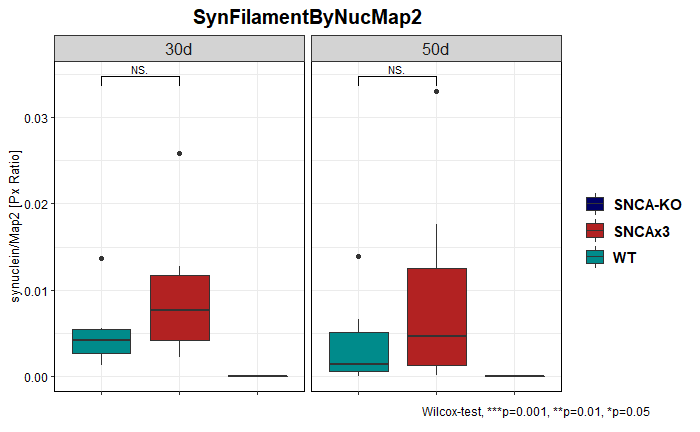 SynFilamentByNucMap2
30d
50d
NS.
NS.
synuclein/Map2 [Px Ratio]
0.03
0.02
0.01
0.00
SNCA-KO
SNCAx3
WT
Wilcox-test, ***p=0.001, **p=0.01, *p=0.05